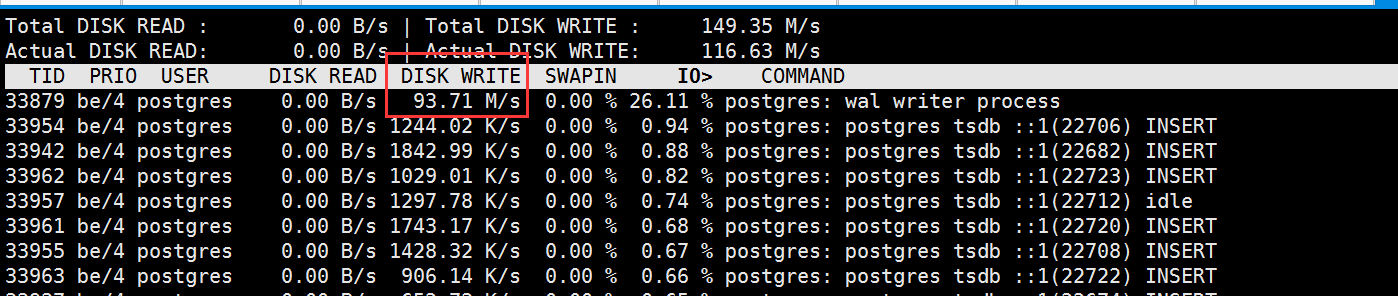 Total DISK READ :       0.00 B/s | Total DISK WRITE :     149.35 M/s
Actual DISK READ:       0.00 B/s | Actual DISK WRITE:     116.63 M/s
TID  PRIO  USER     DISK READ  DISK WRITE  SWAPIN     IO>    COMMAND
33879 be/4 postgres    0.00 B/s   93.71 M/s  0.00 % 26.11 % postgres: wal writer process
33954 be/4 postgres    0.00 B/s 1244.02 K/s  0.00 %  0.94 % postgres: postgres tsdb ::1(22706) INSERT
33942 be/4 postgres    0.00 B/s 1842.99 K/s  0.00 %  0.88 % postgres: postgres tsdb ::1(22682) INSERT
33962 be/4 postgres    0.00 B/s 1029.01 K/s  0.00 %  0.82 % postgres: postgres tsdb ::1(22723) INSERT
33957 be/4 postgres    0.00 B/s 1297.78 K/s  0.00 %  0.74 % postgres: postgres tsdb ::1(22712) idle
33961 be/4 postgres    0.00 B/s 1743.17 K/s  0.00 %  0.68 % postgres: postgres tsdb ::1(22720) INSERT
33955 be/4 postgres    0.00 B/s 1428.32 K/s  0.00 %  0.67 % postgres: postgres tsdb ::1(22708) INSERT
33963 be/4 postgres    0.00 B/s  906.14 K/s  0.00 %  0.66 % postgres: postgres tsdb ::1(22722) INSERT